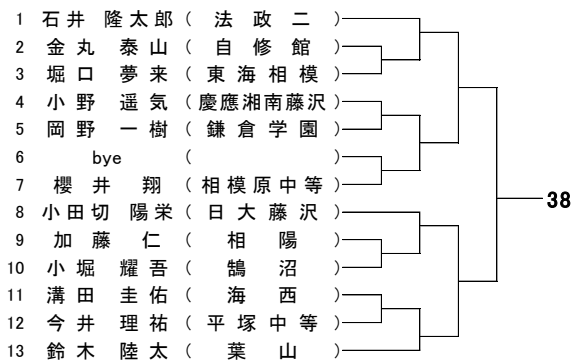 1 石井 隆太郎 ( 法政二 )
2 金丸 泰山 ( 自修館 )
3 堀口 夢来 ( 東海相模 )
4 小野 遥気 ( 慶應湘南藤沢 )
5 岡野 一樹 ( 鎌倉学園 )
6 bye ( )
7 櫻井 翔 ( 相模原中等 )
8 小田切 陽栄 ( 日大藤沢 )
9 加藤 仁 ( 相陽 )
10 小堀 耀吾 ( 鵠沼 )
11 溝田 圭佑 ( 海西 )
12 今井 理祐 ( 平塚中等 )
13 鈴木 陸太 ( 葉山 )
38